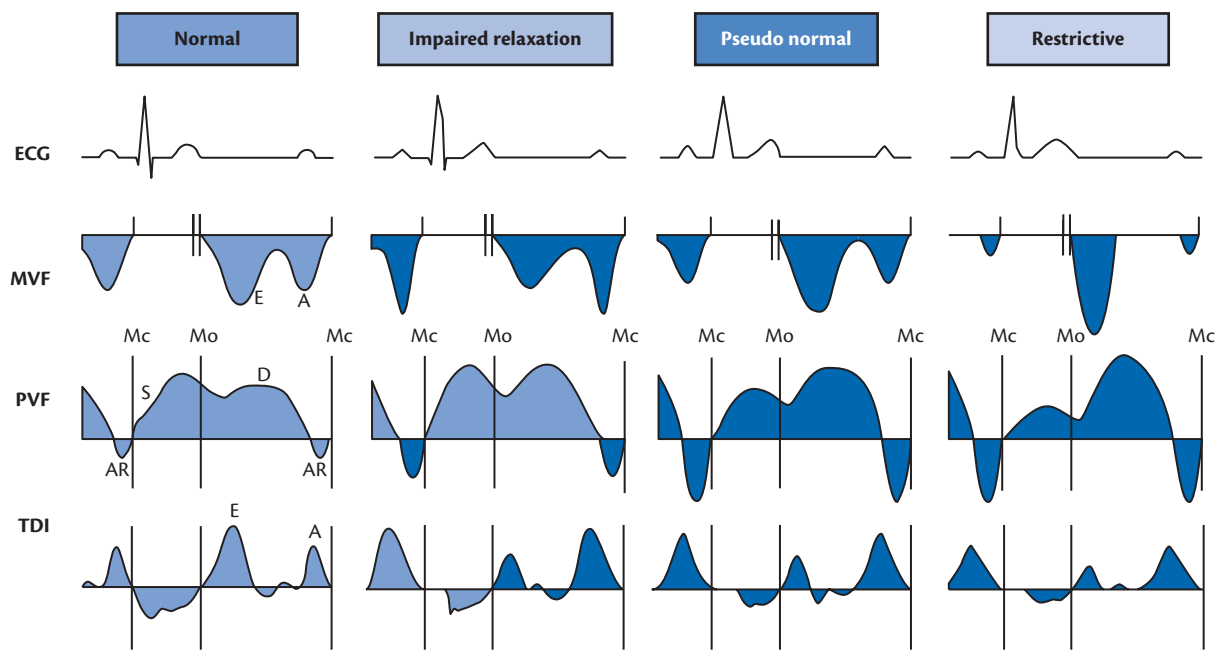 Normal Impaired relaxation Pseudo normal Restrictive
ECG
MVF
E A
Mc Mo Mc Mc Mo Mc Mc Mo Mc Mc Mo Mc
PVF
S D
AR AR
TDI
E A